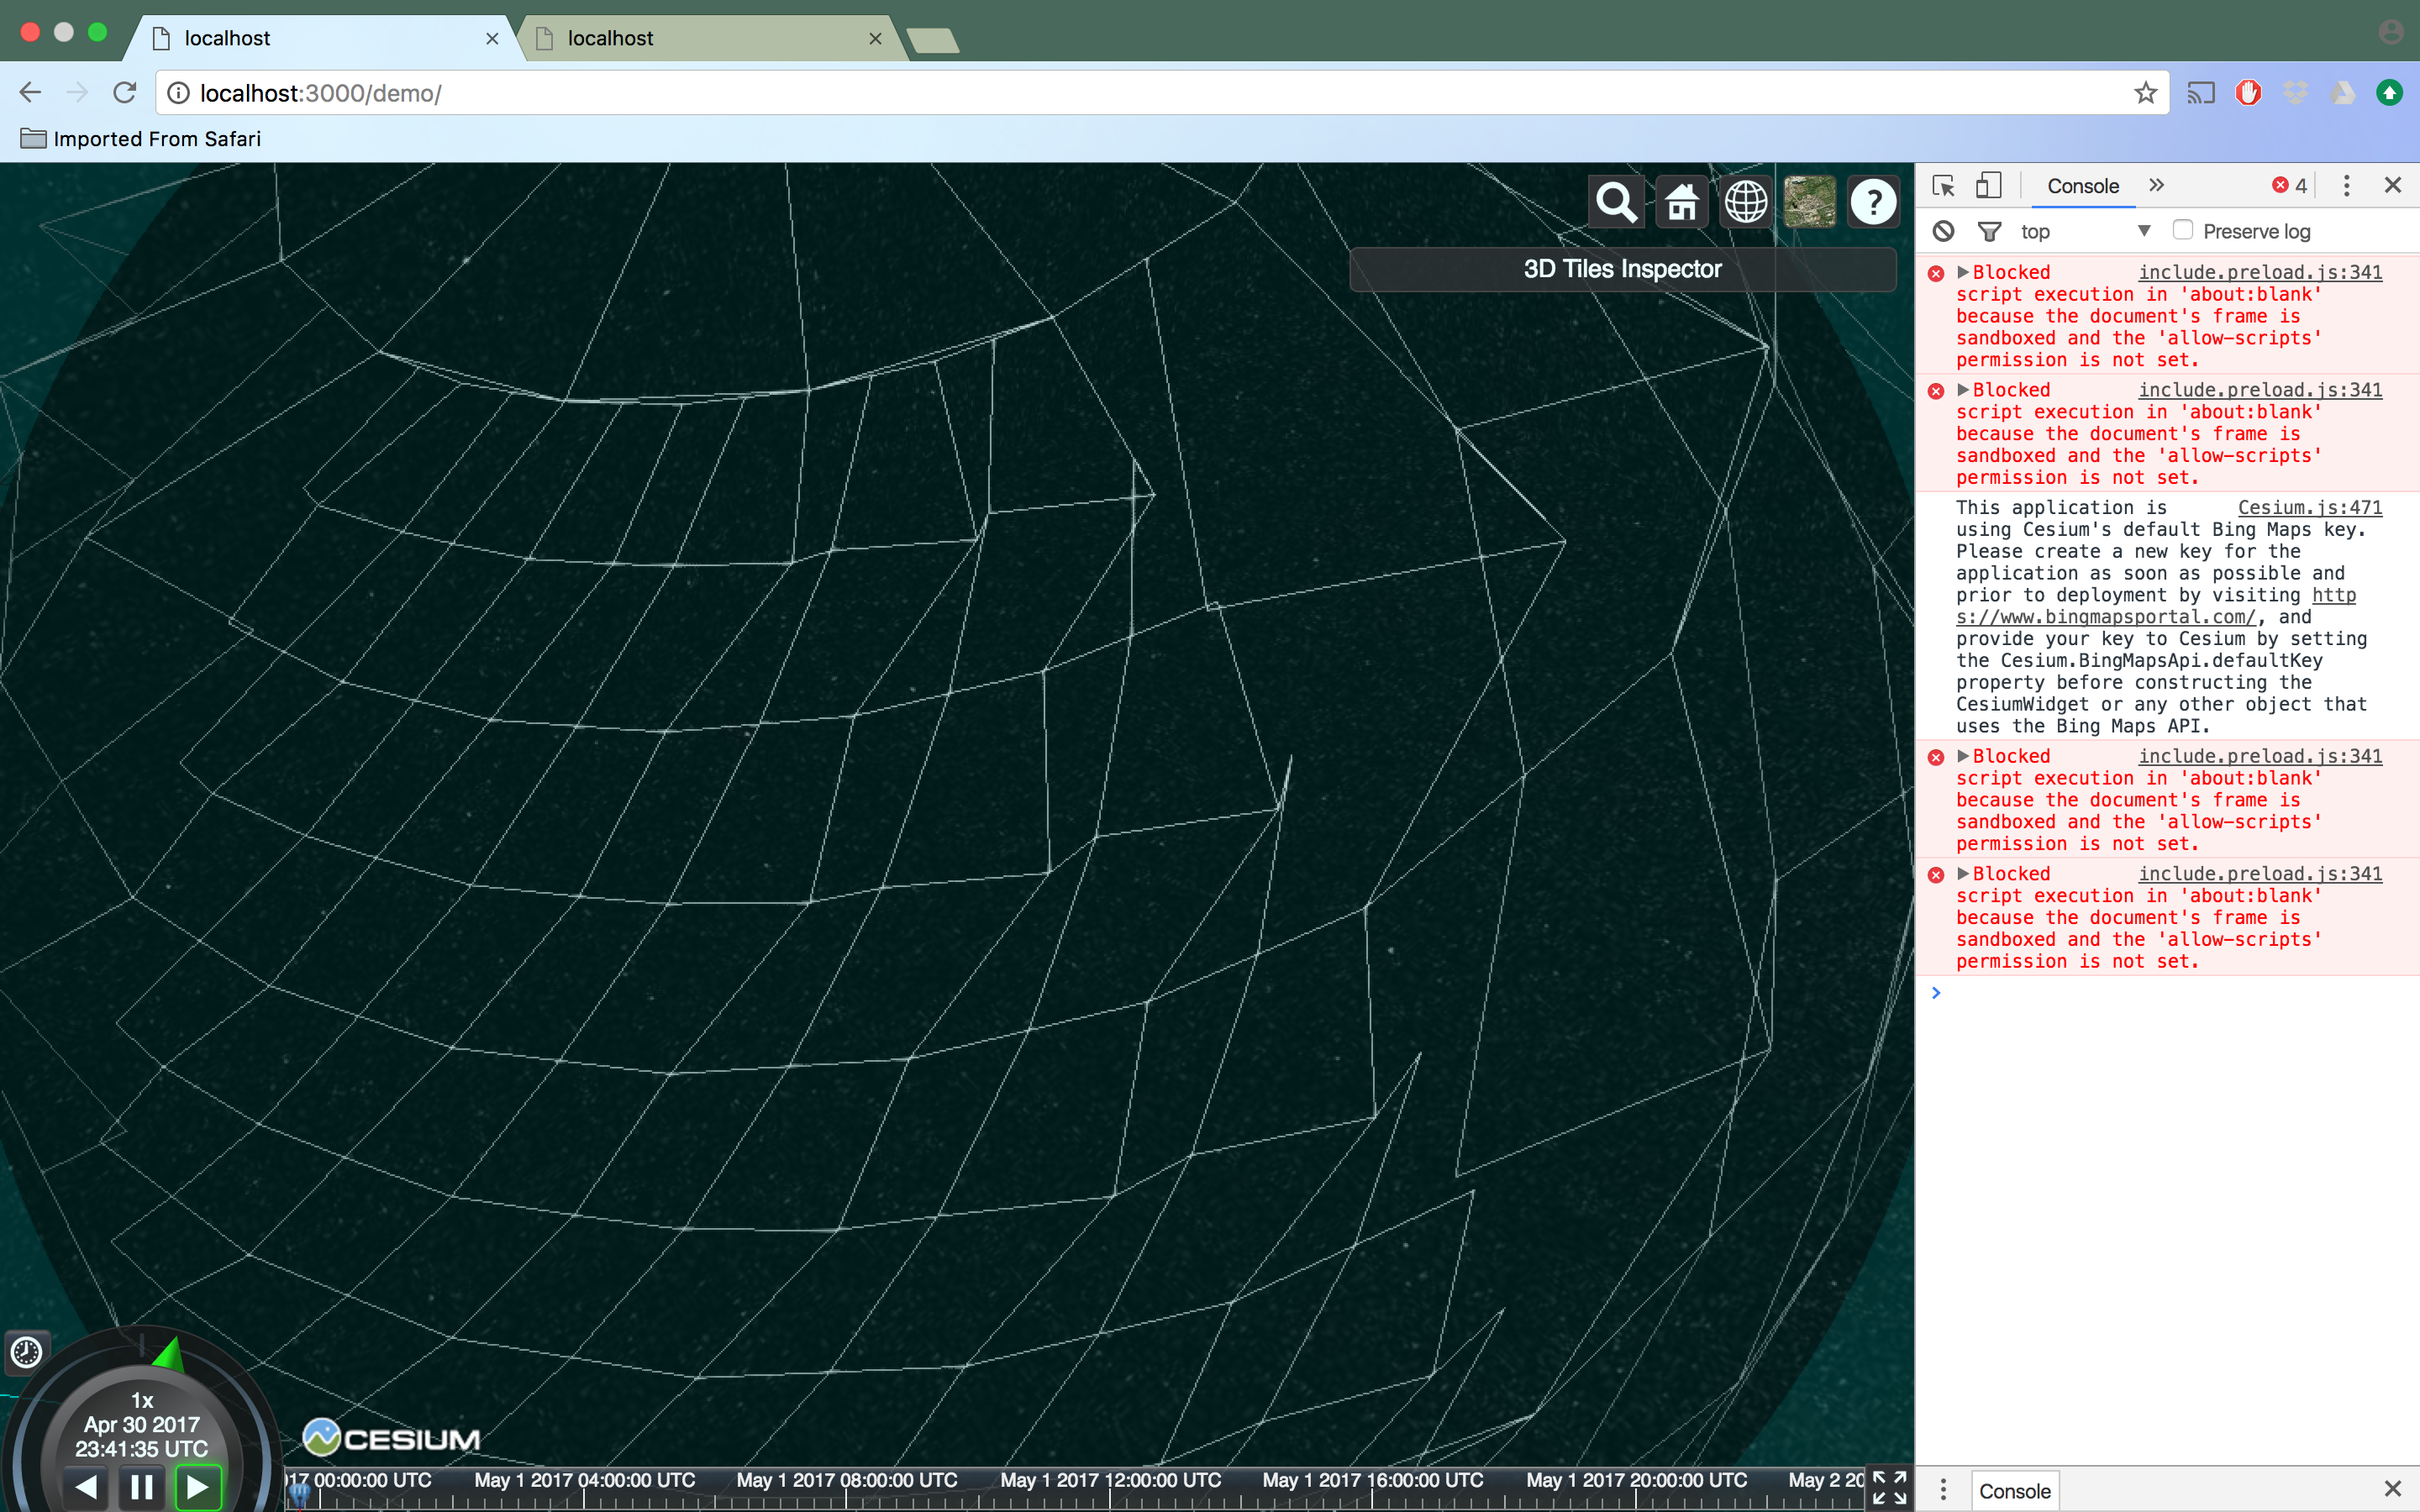 localhost
localhost
localhost:3000/demo/
Imported From Safari
3D Tiles Inspector
?
Console
4
top
Preserve log
Blocked include.preload.js:341
script execution in 'about:blank'
because the document's frame is
sandboxed and the 'allow-scripts'
permission is not set.
Blocked include.preload.js:341
script execution in 'about:blank'
because the document's frame is
sandboxed and the 'allow-scripts'
permission is not set.
This application is Cesium.js:471
using Cesium's default Bing Maps key.
Please create a new key for the
application as soon as possible and
prior to deployment by visiting http
s://www.bingmapsportal.com/, and
provide your key to Cesium by setting
the Cesium.BingMapsApi.defaultKey
property before constructing the
CesiumWidget or any other object that
uses the Bing Maps API.
Blocked include.preload.js:341
script execution in 'about:blank'
because the document's frame is
sandboxed and the 'allow-scripts'
permission is not set.
Blocked include.preload.js:341
script execution in 'about:blank'
because the document's frame is
sandboxed and the 'allow-scripts'
permission is not set.
1x
Apr 30 2017
23:41:35 UTC
CESIUM
17 00:00:00 UTC May 1 2017 04:00:00 UTC May 1 2017 08:00:00 UTC May 1 2017 12:00:00 UTC May 1 2017 16:00:00 UTC May 1 2017 20:00:00 UTC May 2 20
Console